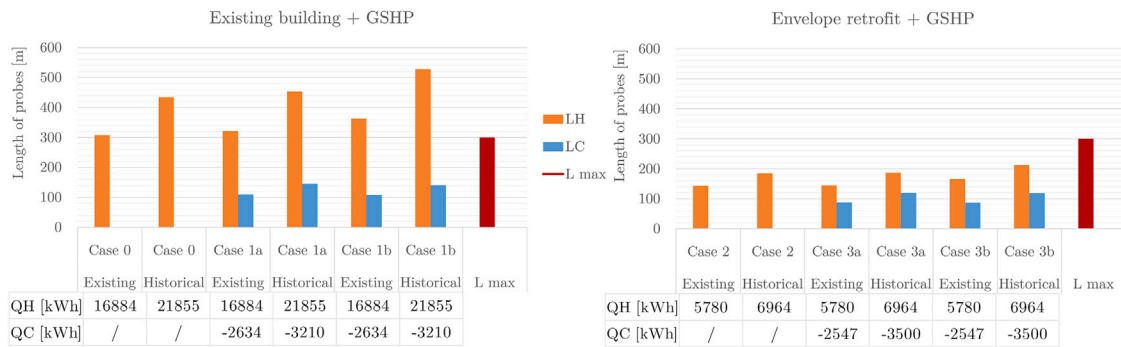 Existing building + GSHP
Length of probes [m]
600
500
400
300
200
100
0
Case 0 Case 0 Case 1a Case 1a Case 1b Case 1b
Existing Historical Existing Historical Existing Historical L max
QH [kWh] 16884 21855 16884 21855 16884 21855
QC [kWh] / / -2634 -3210 -2634 -3210
LH
LC
L max
Envelope retrofit + GSHP
Length of probes [m]
600
500
400
300
200
100
0
Case 2 Case 2 Case 3a Case 3a Case 3b Case 3b
Existing Historical Existing Historical Existing Historical L max
QH [kWh] 5780 6964 5780 6964 5780 6964
QC [kWh] / / -2547 -3500 -2547 -3500